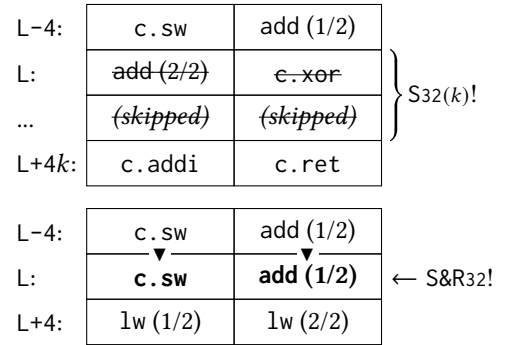 L-4: c.sw add (1/2)
L: add (2/2) c.xor
... (skipped) (skipped) S32(k)!
L+4k: c.addi c.ret
L-4: c.sw add (1/2)
L: c.sw add (1/2) ← S&R32!
L+4: lw (1/2) lw (2/2)